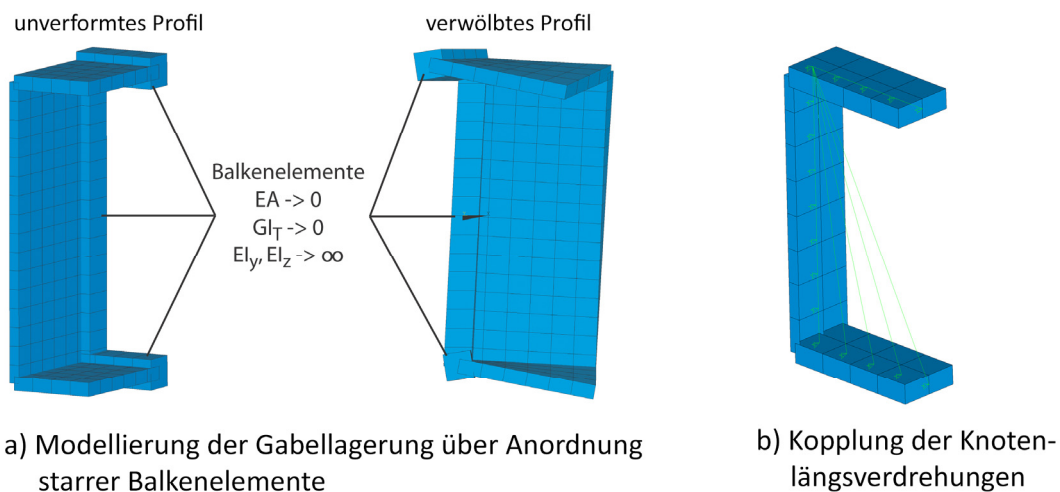 unverformtes Profil
verwölbtes Profil
Balkenelemente
EA -> 0
GI_T -> 0
EI_y, EI_z -> ∞
a) Modellierung der Gabellagerung über Anordnung
starrer Balkenelemente
b) Kopplung der Knoten-
längsverdrehungen